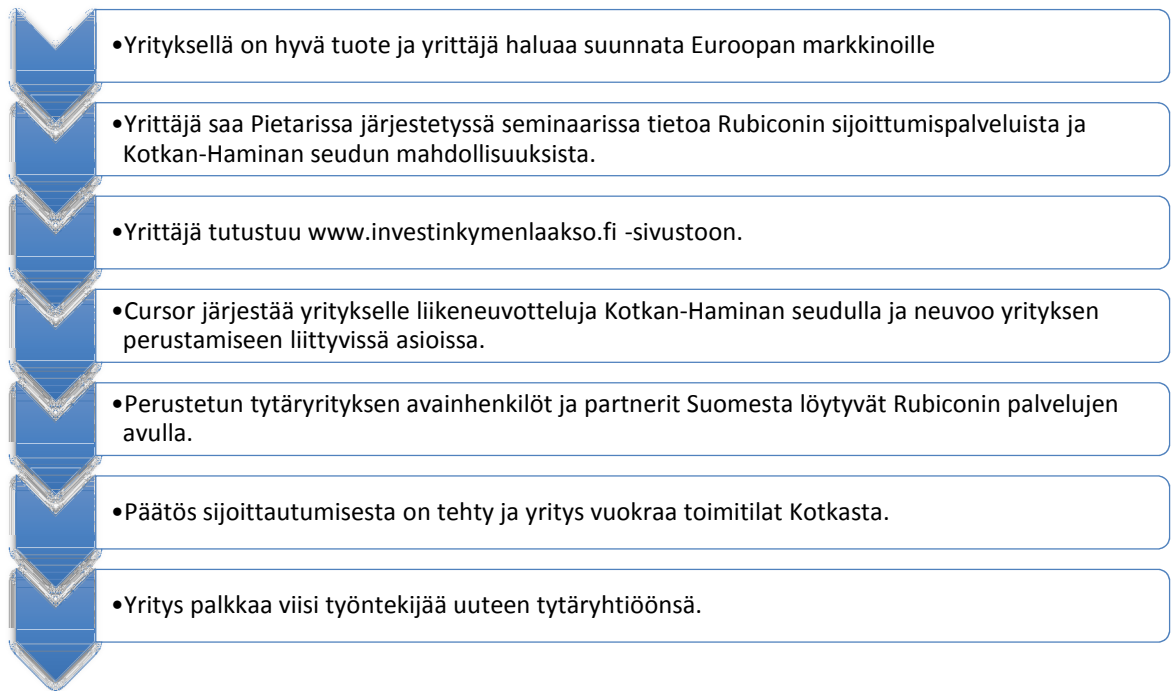 •Yrityksellä on hyvä tuote ja yrittäjä haluaa suunnata Euroopan markkinoille
•Yrittäjä saa Pietarissa järjestetyssä seminaarissa tietoa Rubiconin sijoittumispalveluista ja
Kotkan-Haminan seudun mahdollisuuksista.
•Yrittäjä tutustuu www.investinkymenlaakso.fi -sivustoon.
•Cursor järjestää yritykselle liikeneuvotteluja Kotkan-Haminan seudulla ja neuvoo yrityksen
perustamiseen liittyvissä asioissa.
•Perustetun tytäryrityksen avainhenkilöt ja partnerit Suomesta löytyvät Rubiconin palvelujen
avulla.
•Päätös sijoittautumisesta on tehty ja yritys vuokraa toimitilat Kotkasta.
•Yritys palkkaa viisi työntekijää uuteen tytäryhtiöönsä.